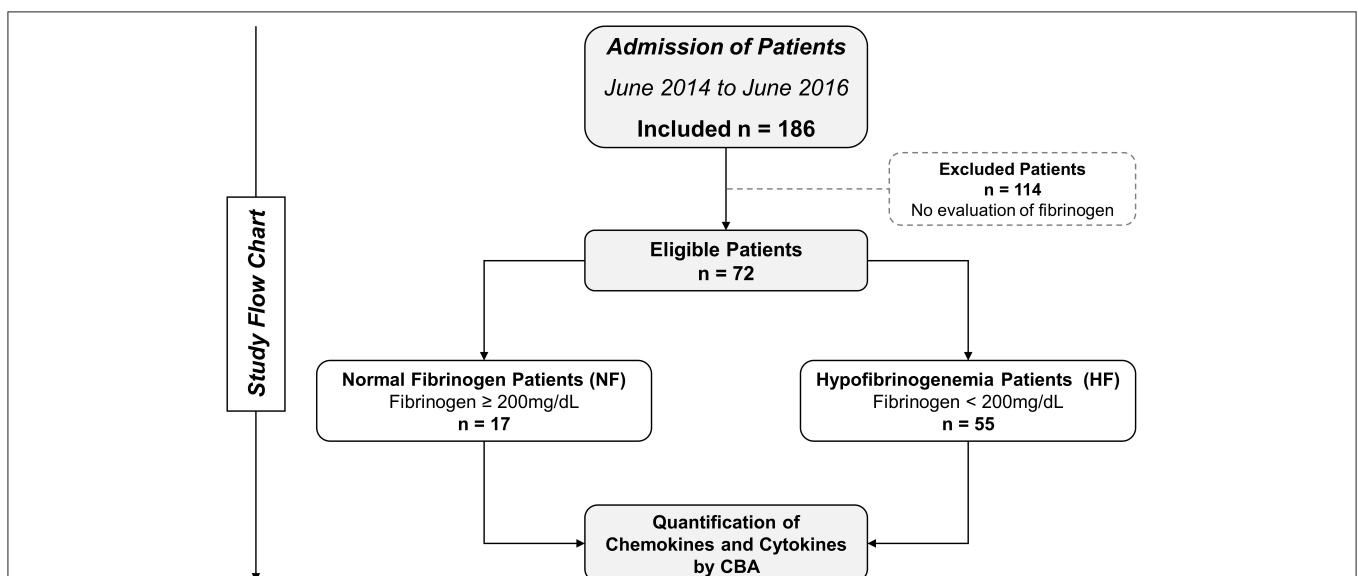 Admission of Patients
June 2014 to June 2016
Included n = 186
Excluded Patients
n = 114
No evaluation of fibrinogen
Study Flow Chart
Eligible Patients
n = 72
Normal Fibrinogen Patients (NF)
Fibrinogen ≥ 200mg/dL
n = 17
Hypofibrinogenemia Patients (HF)
Fibrinogen < 200mg/dL
n = 55
Quantification of
Chemokines and Cytokines
by CBA